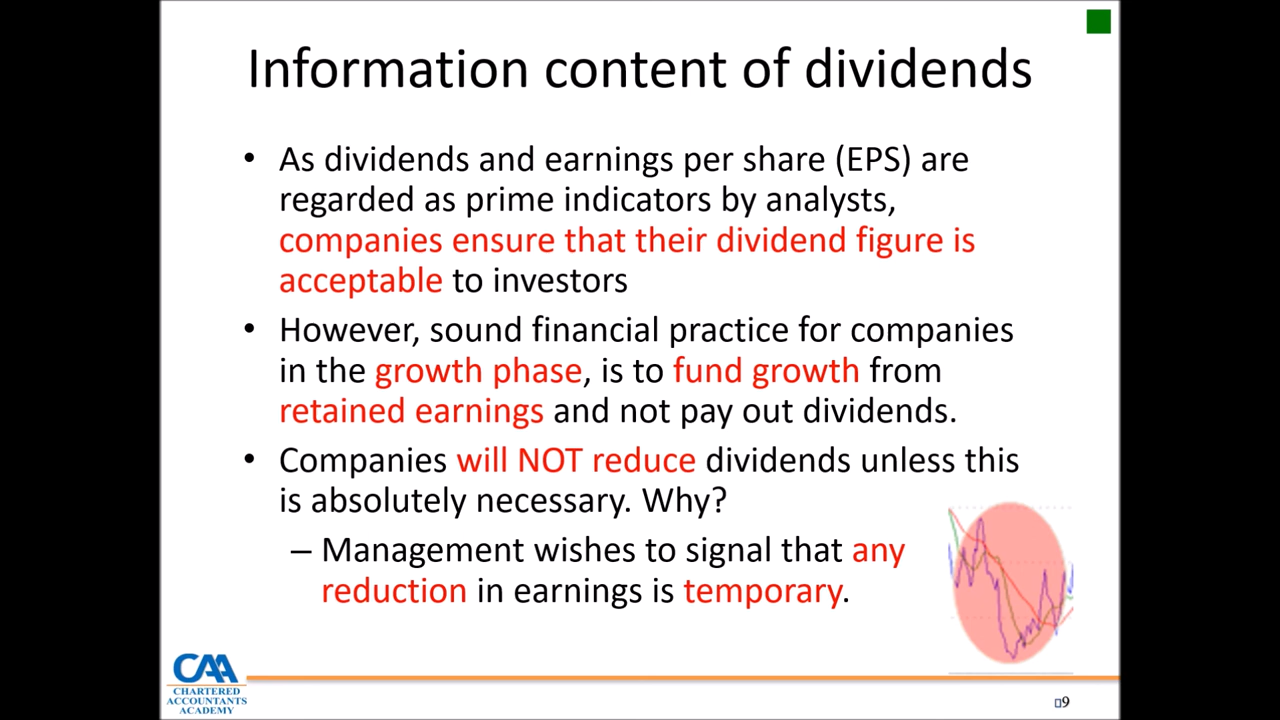 Information content of dividends
• As dividends and earnings per share (EPS) are
regarded as prime indicators by analysts,
companies ensure that their dividend figure is
acceptable to investors
• However, sound financial practice for companies
in the growth phase, is to fund growth from
retained earnings and not pay out dividends.
• Companies will NOT reduce dividends unless this
is absolutely necessary. Why?
– Management wishes to signal that any
reduction in earnings is temporary.
CAA
CHARTERED
ACCOUNTANTS
ACADEMY
9